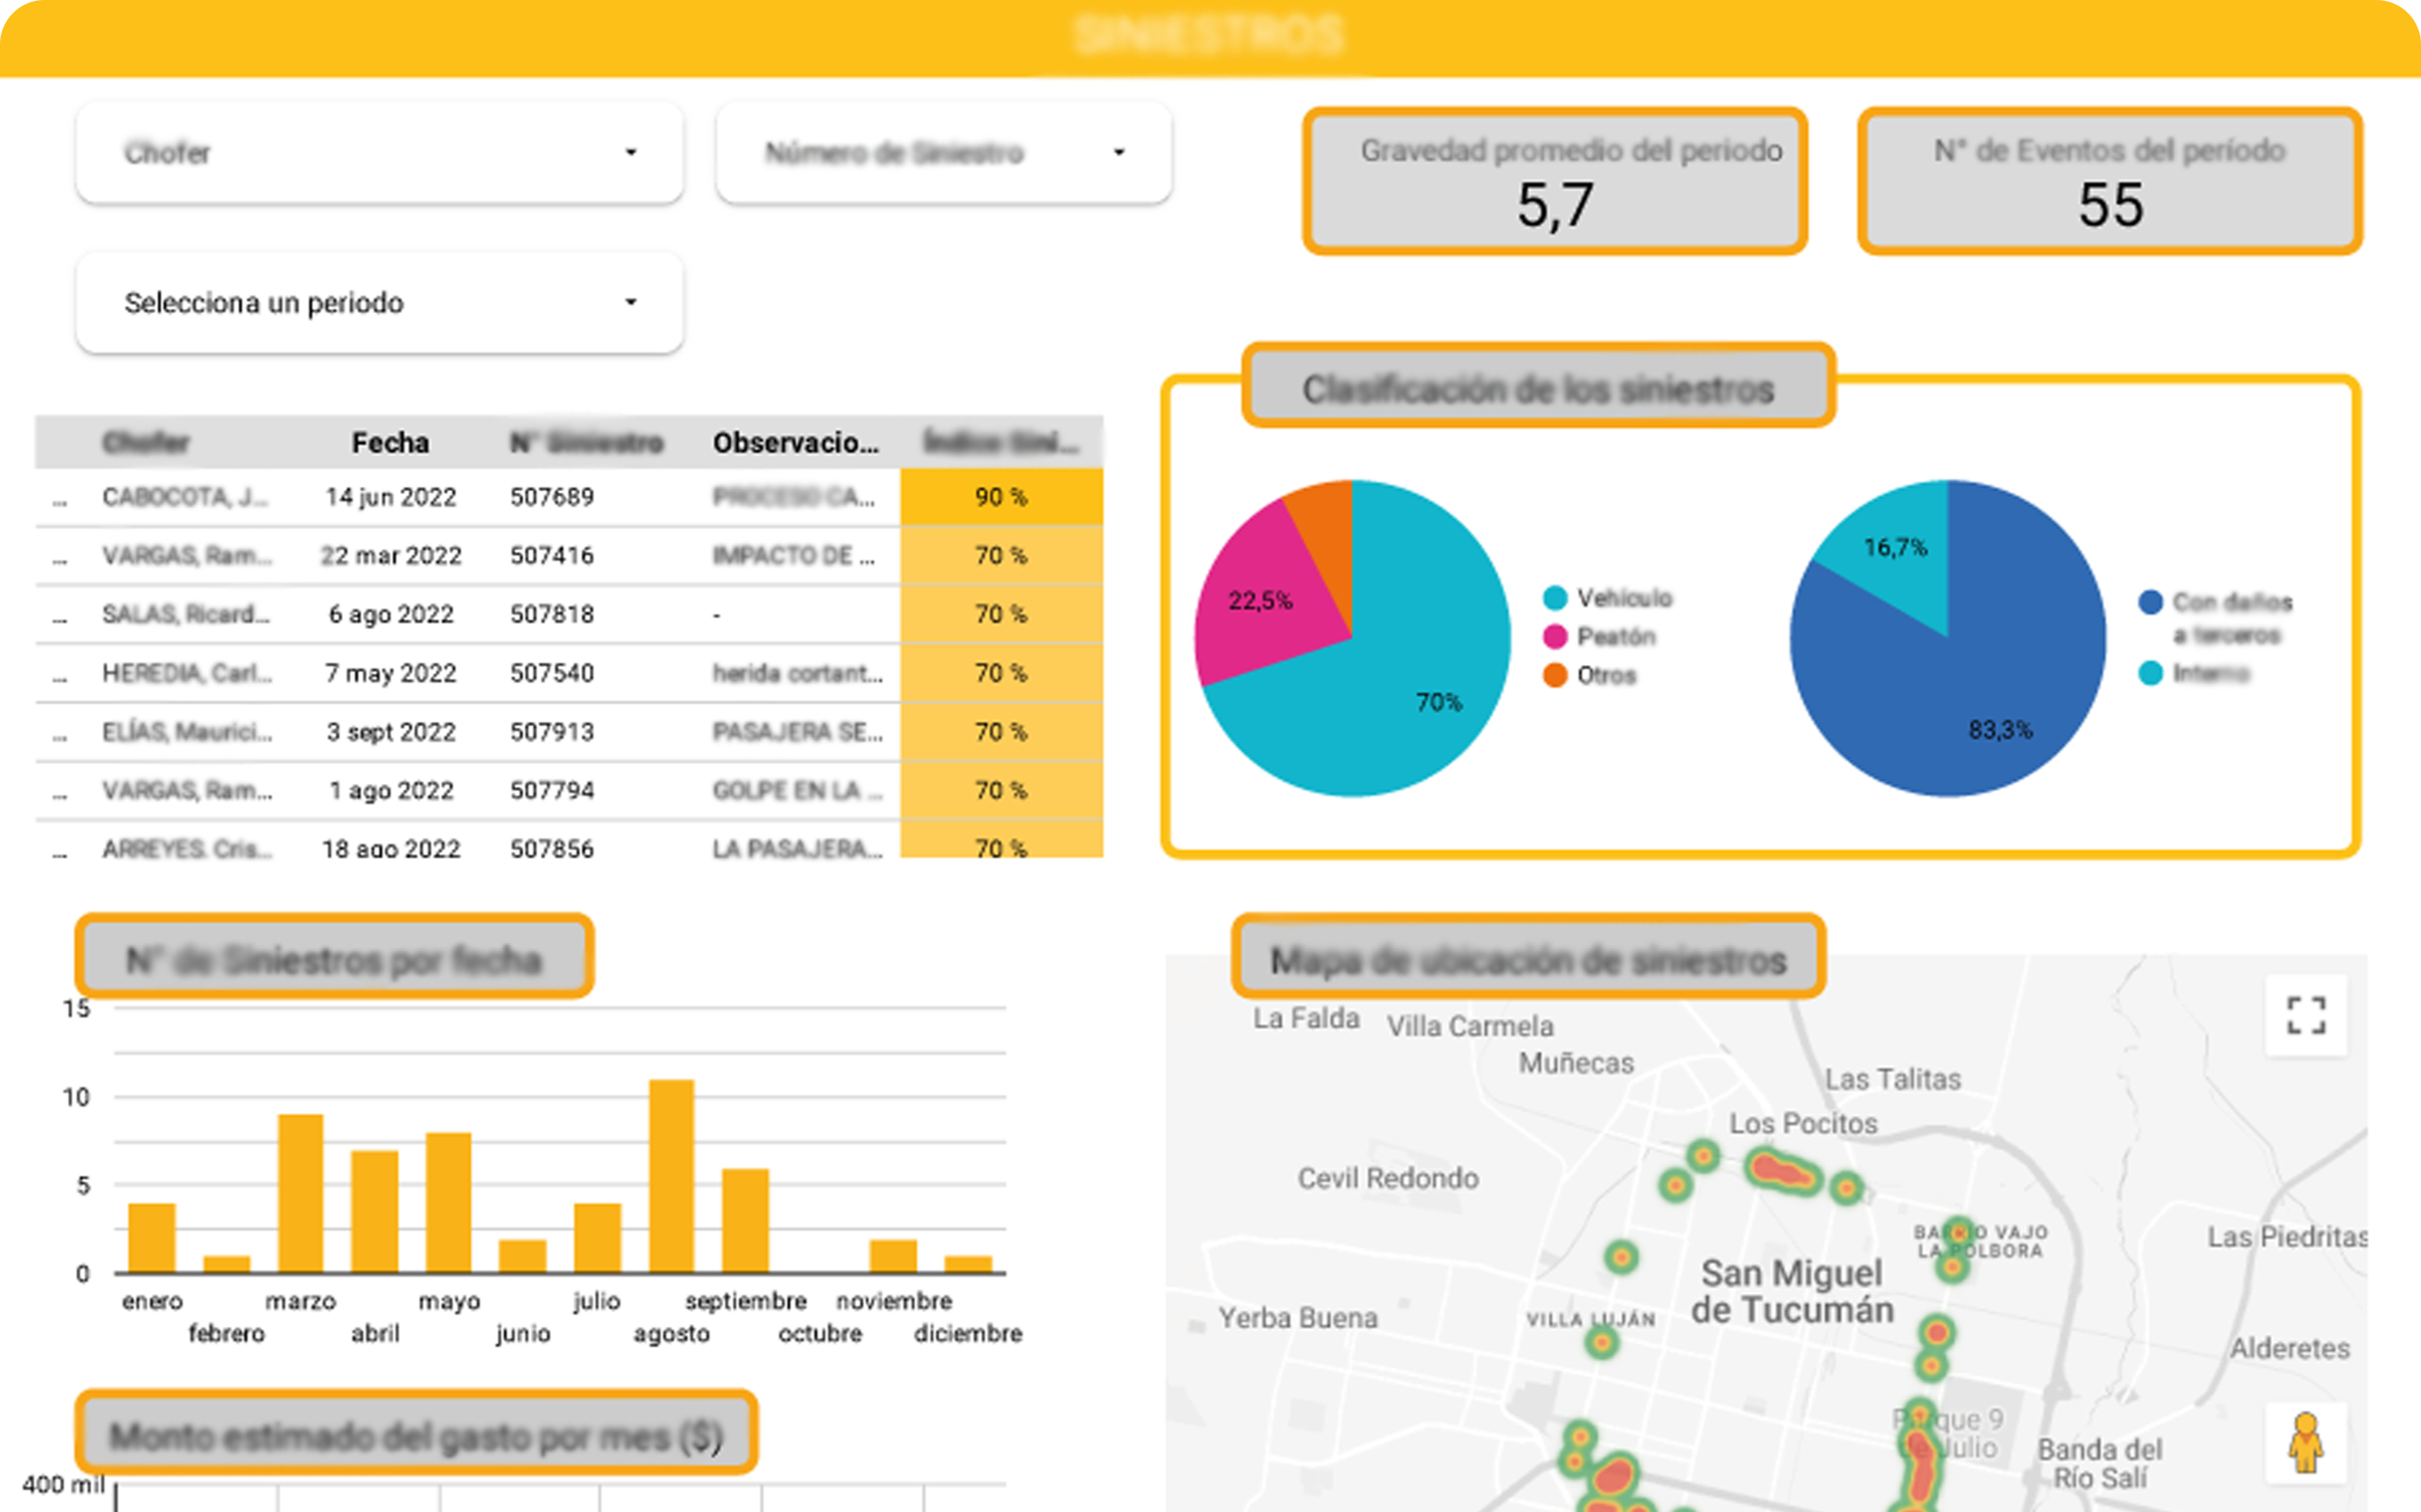 SINIESTROS
Chofer
Número de Siniestro
Gravedad promedio del periodo
5,7
N° de Eventos del período
55
Selecciona un periodo
Clasificación de los siniestros
Chofer Fecha N° Siniestro Observacio... Índice Sini...
... CABOCOTA, J... 14 jun 2022 507689 PROCESO CA... 90 %
... VARGAS, Ram... 22 mar 2022 507416 IMPACTO DE ... 70 %
... SALAS, Ricard... 6 ago 2022 507818 - 70 %
... HEREDIA, Carl... 7 may 2022 507540 herida cortant... 70 %
... ELÍAS, Maurici... 3 sept 2022 507913 PASAJERA SE... 70 %
... VARGAS, Ram... 1 ago 2022 507794 GOLPE EN LA ... 70 %
... ARREYES. Cris... 18 ago 2022 507856 LA PASAJERA... 70 %
22,5%
70%
Vehículo
Peatón
Otros
16,7%
83,3%
Con daños
a terceros
Interno
N° de Siniestros por fecha
15
10
5
0
enero marzo mayo julio septiembre noviembre
febrero abril junio agosto octubre diciembre
Monto estimado del gasto por mes ($)
400 mil
Mapa de ubicación de siniestros
La Falda
Villa Carmela
Muñecas
Las Talitas
Los Pocitos
Cevil Redondo
BARRIO VAJO
LA POLBORA
Las Piedritas
San Miguel
de Tucumán
Yerba Buena
VILLA LUJÁN
Alderetes
Parque 9
de Julio
Banda del
Río Salí